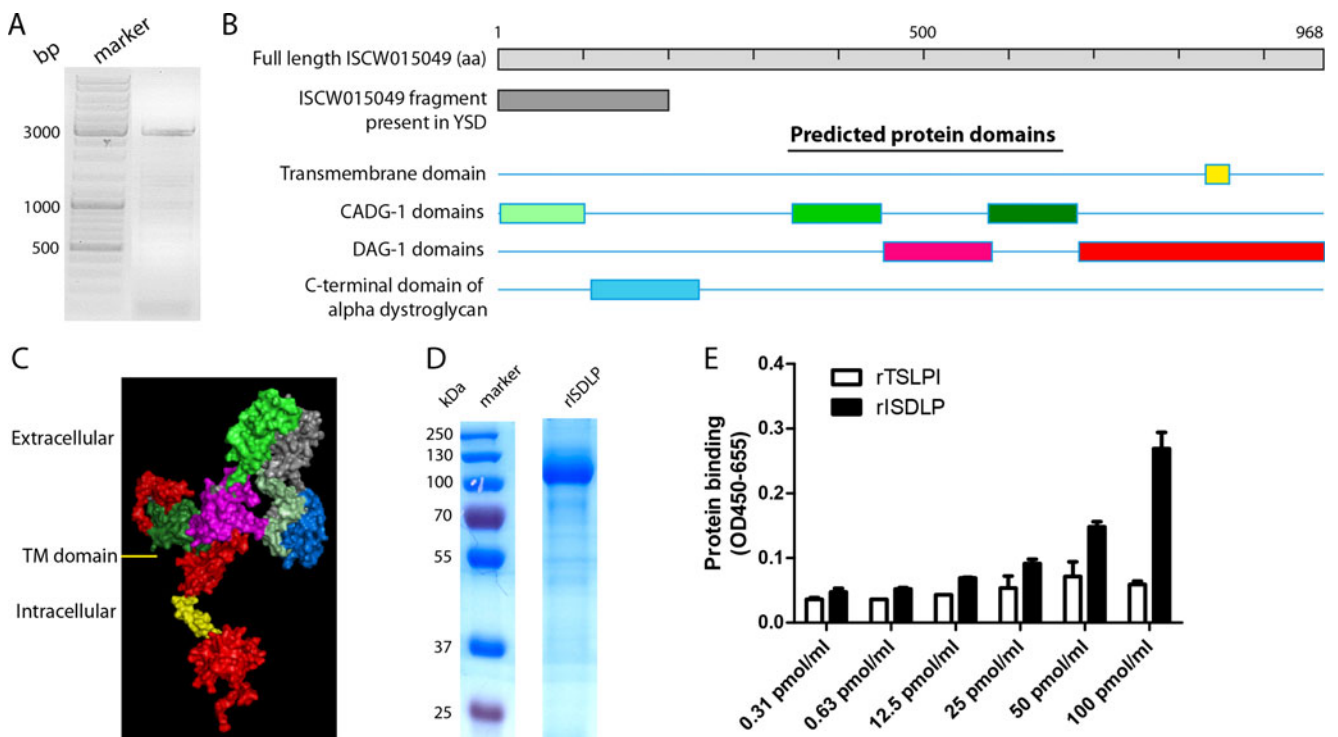 A
bp
marker
3000
1000
500
B
1
500
968
Full length ISCW015049 (aa)
ISCW015049 fragment
present in YSD
Predicted protein domains
Transmembrane domain
CADG-1 domains
DAG-1 domains
C-terminal domain of
alpha dystroglycan
C
Extracellular
TM domain
Intracellular
D
kDa
marker
rISDLP
250
130
100
70
55
37
25
E
Protein binding
(OD450-655)
0.4
0.3
0.2
0.1
0.0
rTSLPI
rISDLP
0.31 pmol/ml
0.63 pmol/ml
12.5 pmol/ml
25 pmol/ml
50 pmol/ml
100 pmol/ml